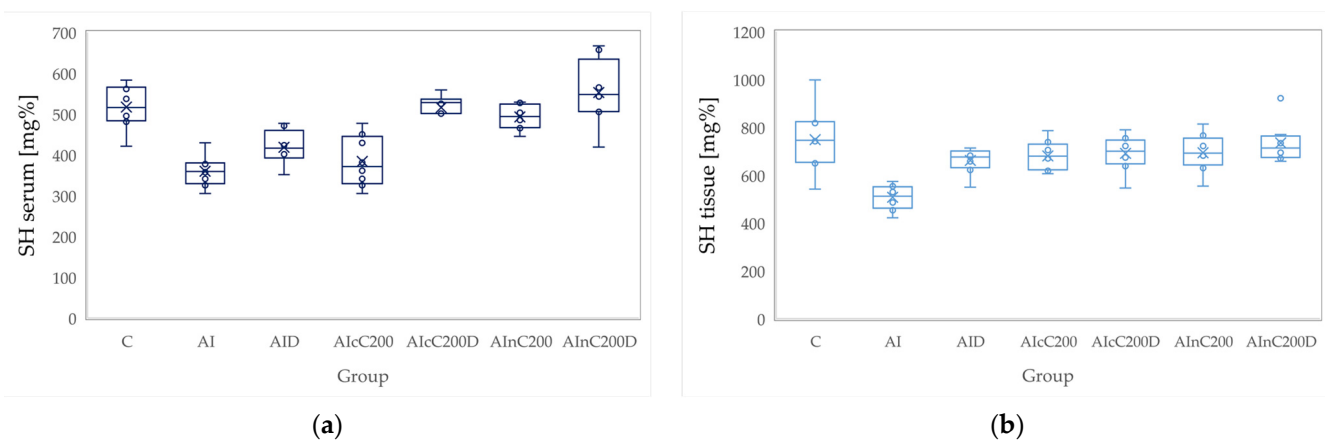 700
600
500
400
300
200
100
0
SH serum [mg%]
C AI AID AIcC200 AIcC200D AInC200 AInC200D
Group
(a)
1200
1000
800
600
400
200
0
SH tissue [mg%]
C AI AID AIcC200 AIcC200D AInC200 AInC200D
Group
(b)